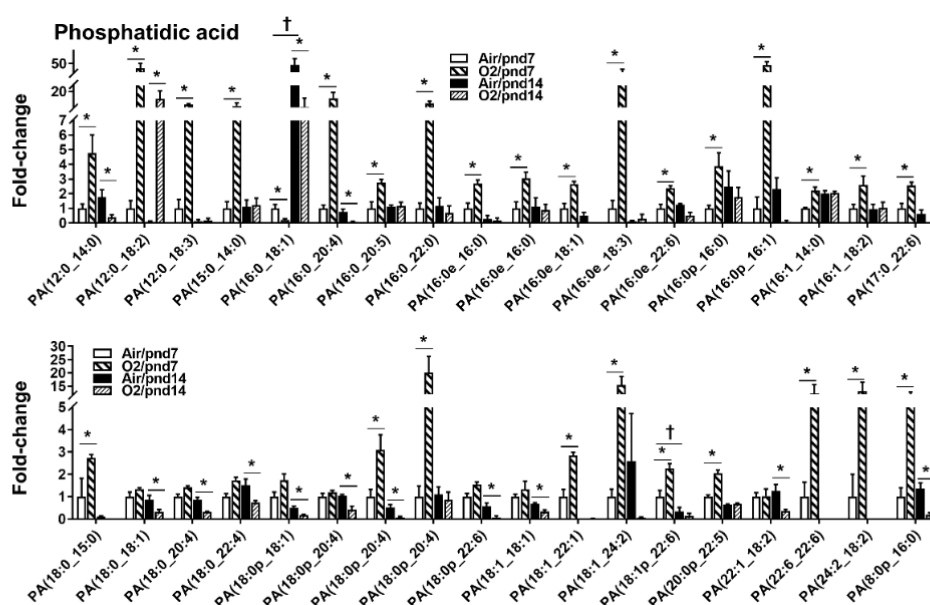 Phosphatidic acid
†
* * * * * * * * * * * * * * * * * * * * * *
Air/pnd7
O2/pnd7
Air/pnd14
O2/pnd14
Fold-change
50
20
7
6
5
4
3
2
1
0
PA(12:0_14:0)
PA(12:0_18:2)
PA(12:0_18:3)
PA(15:0_14:0)
PA(16:0_18:1)
PA(16:0_20:4)
PA(16:0_20:5)
PA(16:0_22:0)
PA(16:0e_16:0)
PA(16:0e_16:0)
PA(16:0e_18:1)
PA(16:0e_18:3)
PA(16:0e_22:6)
PA(16:0p_16:0)
PA(16:0p_16:1)
PA(16:1_14:0)
PA(16:1_18:2)
PA(17:0_22:6)
Air/pnd7
O2/pnd7
Air/pnd14
O2/pnd14
†
* * * * * * * * * * * * * * * * * * *
Fold-change
30
25
20
15
10
5
4
3
2
1
0
PA(18:0_15:0)
PA(18:0_18:1)
PA(18:0_20:4)
PA(18:0_22:4)
PA(18:0p_18:1)
PA(18:0p_20:4)
PA(18:0p_20:4)
PA(18:0p_20:4)
PA(18:0p_22:6)
PA(18:1_18:1)
PA(18:1_22:1)
PA(18:1_24:2)
PA(18:1p_22:6)
PA(20:0p_22:5)
PA(22:1_18:2)
PA(22:6_22:6)
PA(24:2_18:2)
PA(8:0p_16:0)